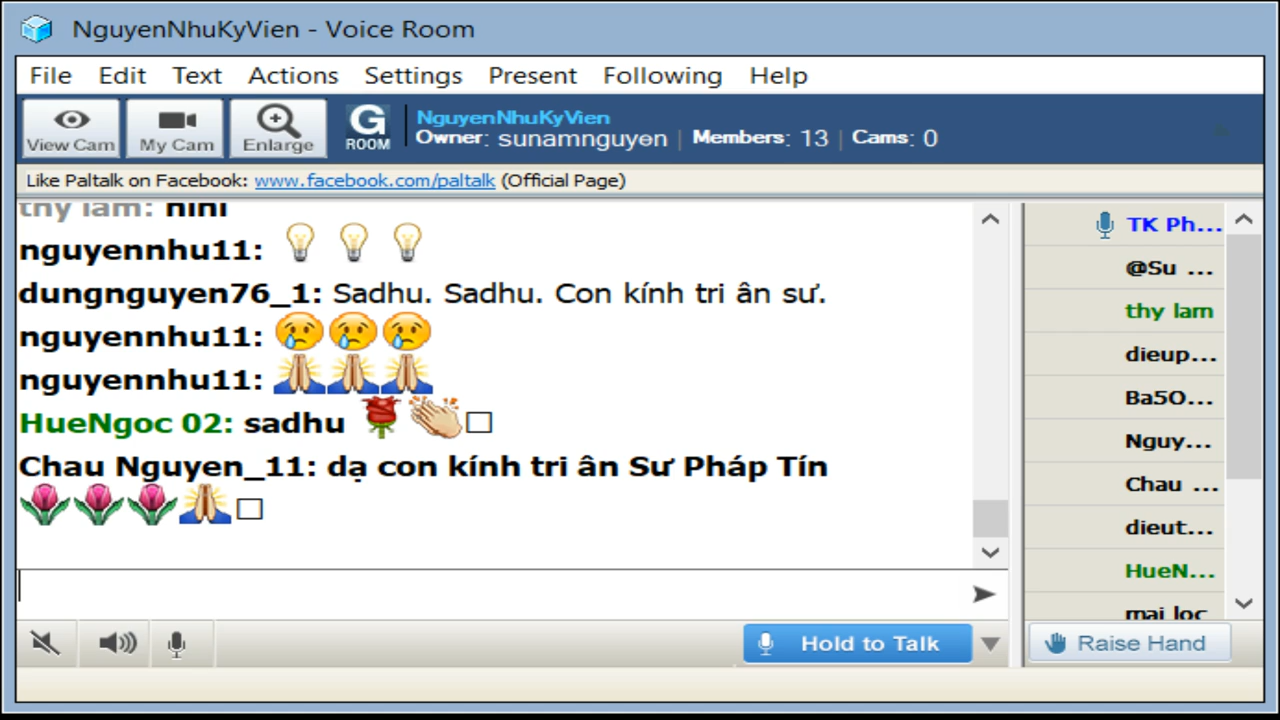 NguyenNhuKyVien - Voice Room
File Edit Text Actions Settings Present Following Help
View Cam My Cam Enlarge G ROOM
NguyenNhuKyVien
Owner: sunamnguyen | Members: 13 | Cams: 0
Like Paltalk on Facebook: www.facebook.com/paltalk (Official Page)
thy lam: hihi
nguyennhu11:
dungnguyen76_1: Sadhu. Sadhu. Con kính tri ân sư.
nguyennhu11:
nguyennhu11:
HueNgoc 02: sadhu
Chau Nguyen_11: dạ con kính tri ân Sư Pháp Tín
TK Ph...
@Su ...
thy lam
dieup...
Ba5O...
Nguy...
Chau ...
dieut...
HueN...
mai loc
Hold to Talk
Raise Hand